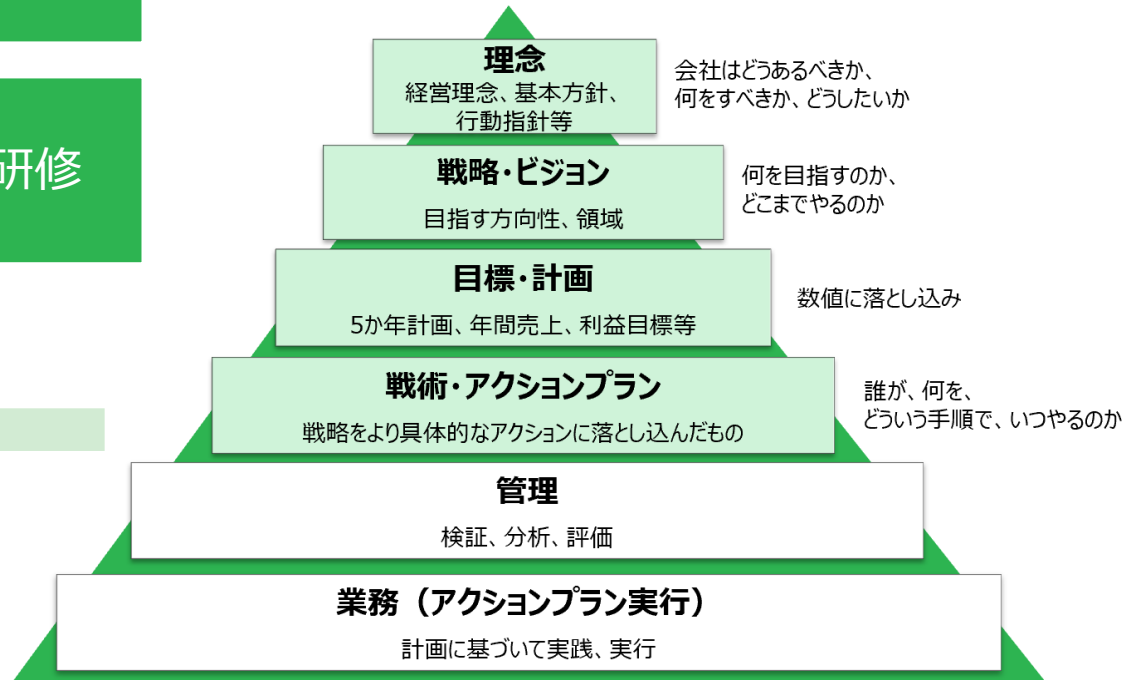 研修
理念
経営理念、基本方針、
行動指針等
会社はどうあるべきか、
何をすべきか、どうしたいか
戦略・ビジョン
目指す方向性、領域
何を目指すのか、
どこまでやるのか
目標・計画
5か年計画、年間売上、利益目標等
数値に落とし込み
戦術・アクションプラン
戦略をより具体的なアクションに落とし込んだもの
誰が、何を、
どういう手順で、いつやるのか
管理
検証、分析、評価
業務（アクションプラン実行）
計画に基づいて実践、実行